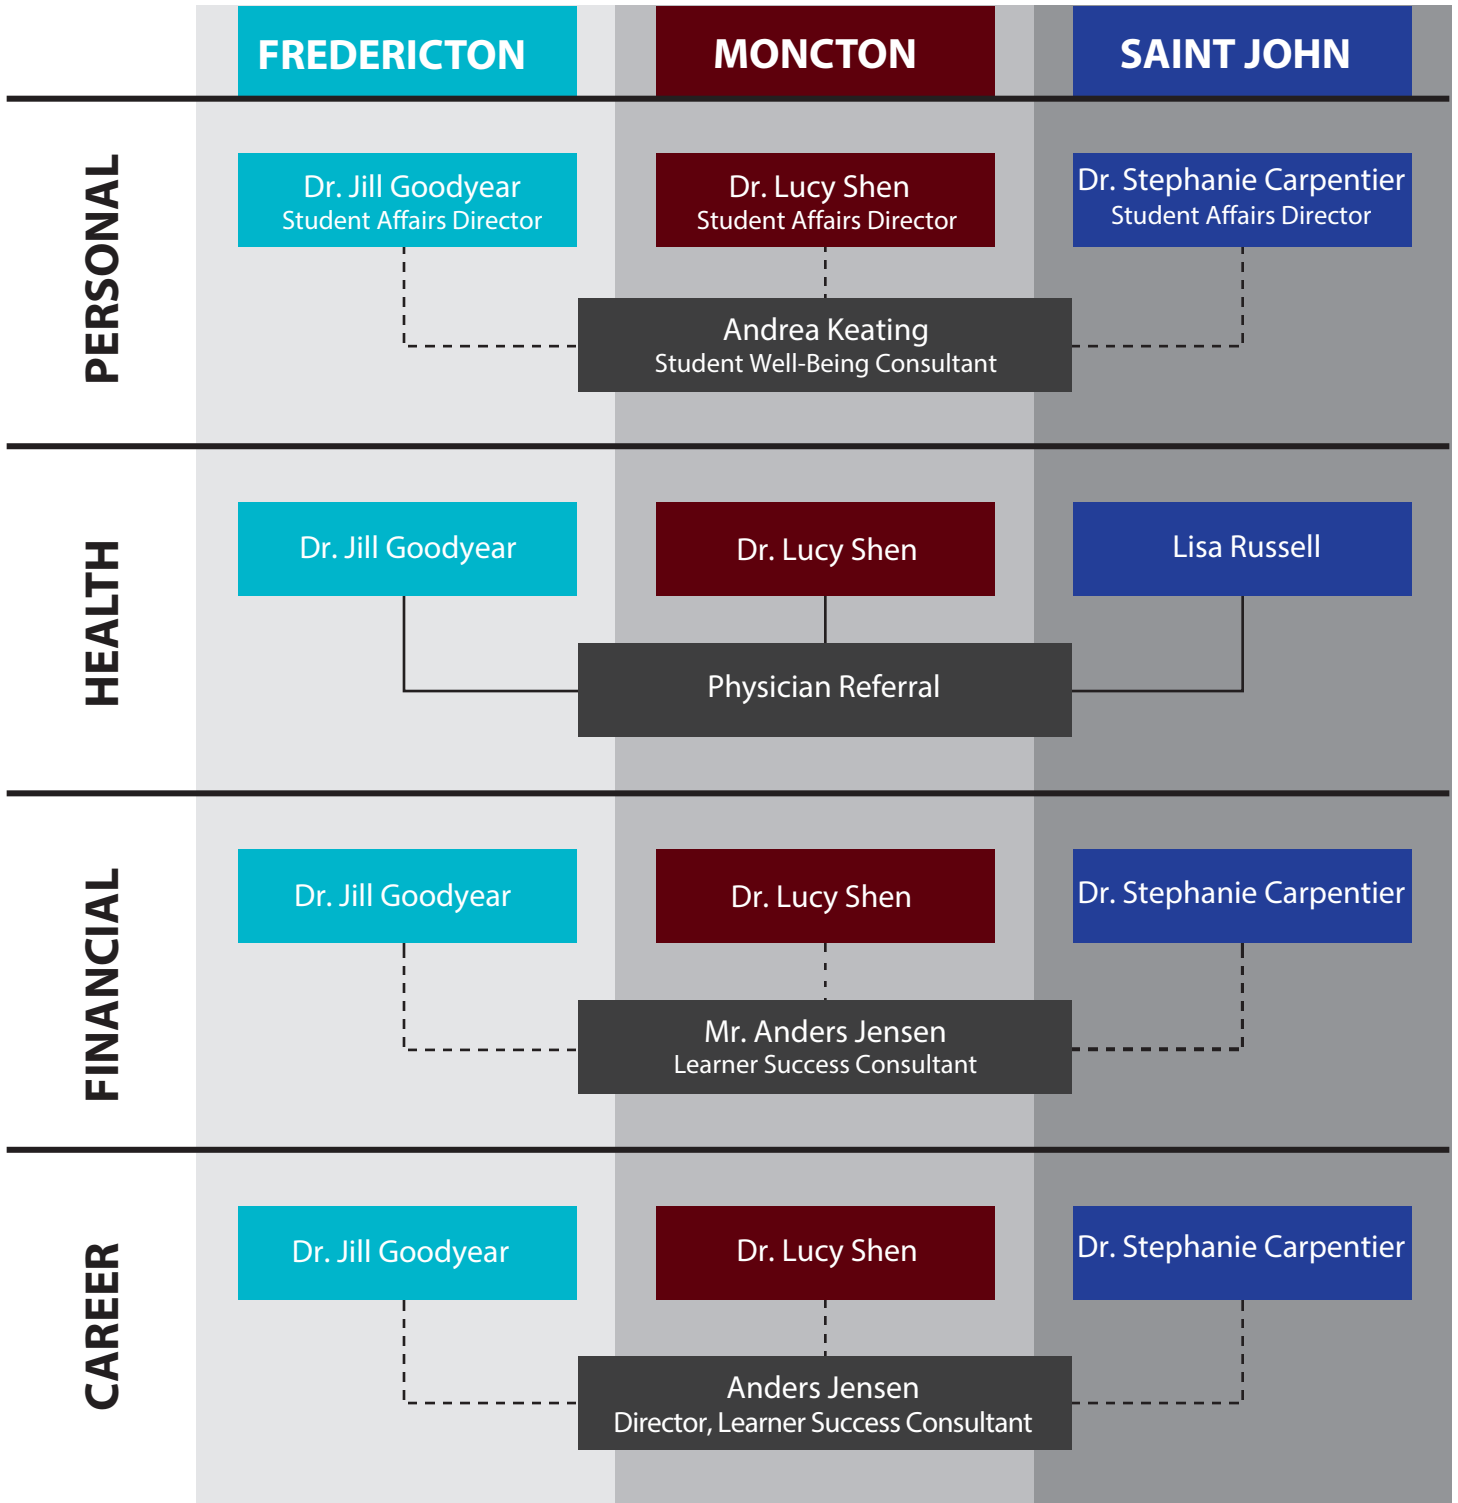 FREDERICTON
MONCTON
SAINT JOHN
PERSONAL
Dr. Jill Goodyear
Student Affairs Director
Dr. Lucy Shen
Student Affairs Director
Dr. Stephanie Carpentier
Student Affairs Director
Andrea Keating
Student Well-Being Consultant
HEALTH
Dr. Jill Goodyear
Dr. Lucy Shen
Lisa Russell
Physician Referral
FINANCIAL
Dr. Jill Goodyear
Dr. Lucy Shen
Dr. Stephanie Carpentier
Mr. Anders Jensen
Learner Success Consultant
CAREER
Dr. Jill Goodyear
Dr. Lucy Shen
Dr. Stephanie Carpentier
Anders Jensen
Director, Learner Success Consultant